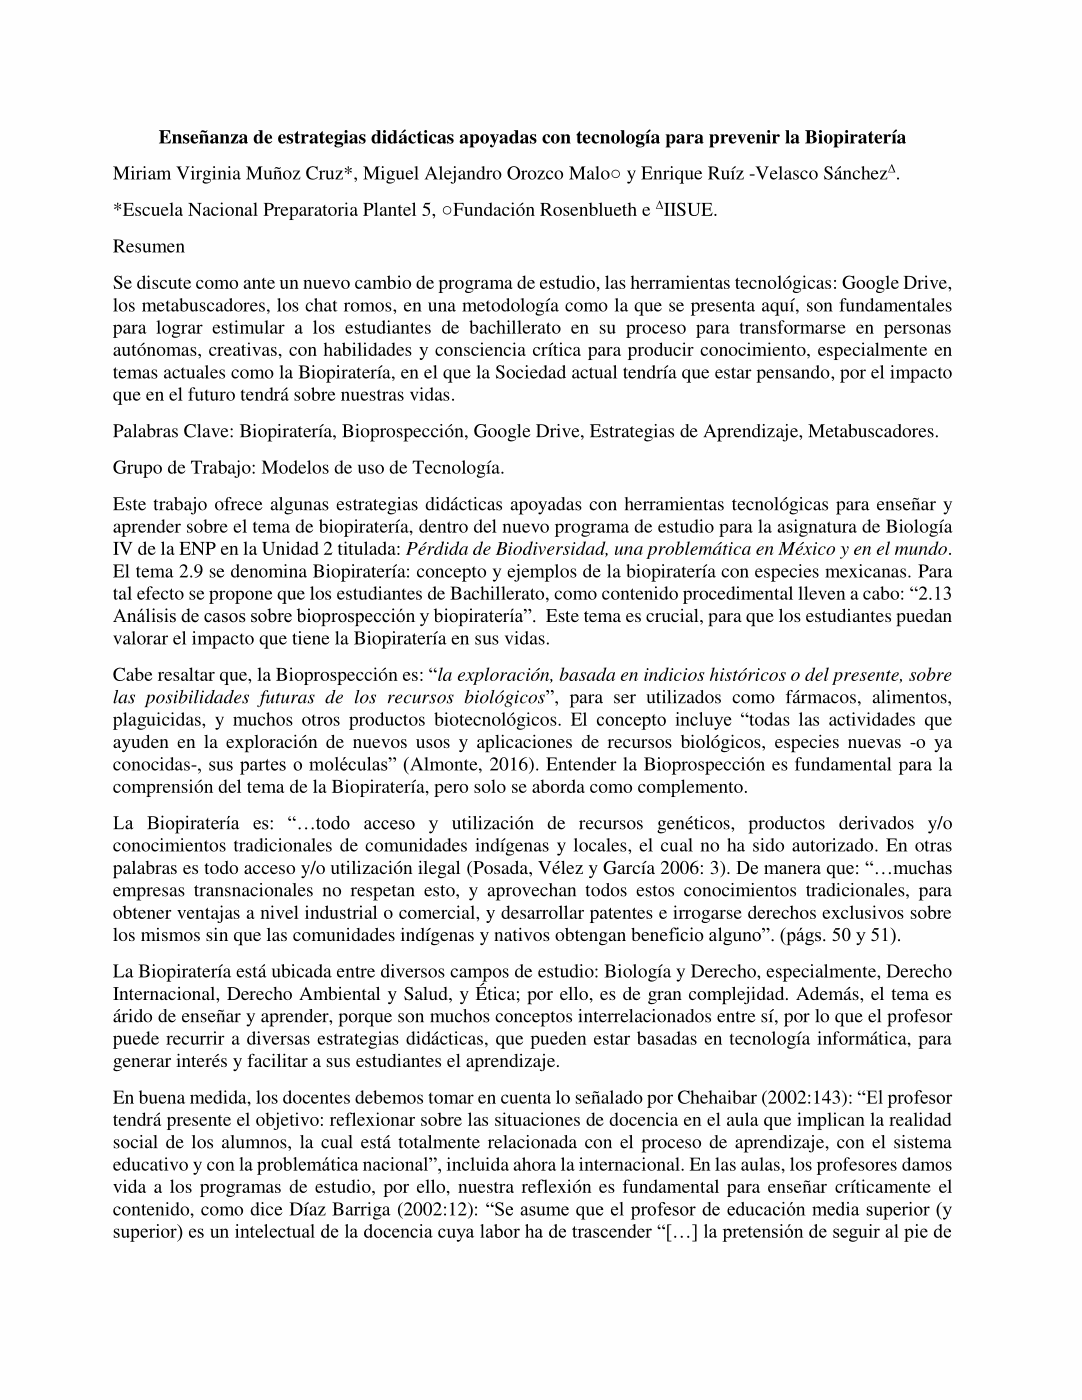 Enseñanza de estrategias didácticas apoyadas con tecnología para prevenir la Biopiratería
Miriam Virginia Muñoz Cruz*, Miguel Alejandro Orozco Malo○ y Enrique Ruíz -Velasco Sánchez^Δ.
*Escuela Nacional Preparatoria Plantel 5, ○Fundación Rosenblueth e ^ΔIISUE.
Resumen
Se discute como ante un nuevo cambio de programa de estudio, las herramientas tecnológicas: Google Drive,
los metabuscadores, los chat romos, en una metodología como la que se presenta aquí, son fundamentales
para lograr estimular a los estudiantes de bachillerato en su proceso para transformarse en personas
autónomas, creativas, con habilidades y consciencia crítica para producir conocimiento, especialmente en
temas actuales como la Biopiratería, en el que la Sociedad actual tendría que estar pensando, por el impacto
que en el futuro tendrá sobre nuestras vidas.
Palabras Clave: Biopiratería, Bioprospección, Google Drive, Estrategias de Aprendizaje, Metabuscadores.
Grupo de Trabajo: Modelos de uso de Tecnología.
Este trabajo ofrece algunas estrategias didácticas apoyadas con herramientas tecnológicas para enseñar y
aprender sobre el tema de biopiratería, dentro del nuevo programa de estudio para la asignatura de Biología
IV de la ENP en la Unidad 2 titulada: Pérdida de Biodiversidad, una problemática en México y en el mundo.
El tema 2.9 se denomina Biopiratería: concepto y ejemplos de la biopiratería con especies mexicanas. Para
tal efecto se propone que los estudiantes de Bachillerato, como contenido procedimental lleven a cabo: “2.13
Análisis de casos sobre bioprospección y biopiratería”.  Este tema es crucial, para que los estudiantes puedan
valorar el impacto que tiene la Biopiratería en sus vidas.
Cabe resaltar que, la Bioprospección es: “la exploración, basada en indicios históricos o del presente, sobre
las posibilidades futuras de los recursos biológicos”, para ser utilizados como fármacos, alimentos,
plaguicidas, y muchos otros productos biotecnológicos. El concepto incluye “todas las actividades que
ayuden en la exploración de nuevos usos y aplicaciones de recursos biológicos, especies nuevas -o ya
conocidas-, sus partes o moléculas” (Almonte, 2016). Entender la Bioprospección es fundamental para la
comprensión del tema de la Biopiratería, pero solo se aborda como complemento.
La Biopiratería es: “…todo acceso y utilización de recursos genéticos, productos derivados y/o
conocimientos tradicionales de comunidades indígenas y locales, el cual no ha sido autorizado. En otras
palabras es todo acceso y/o utilización ilegal (Posada, Vélez y García 2006: 3). De manera que: “…muchas
empresas transnacionales no respetan esto, y aprovechan todos estos conocimientos tradicionales, para
obtener ventajas a nivel industrial o comercial, y desarrollar patentes e irrogarse derechos exclusivos sobre
los mismos sin que las comunidades indígenas y nativos obtengan beneficio alguno”. (págs. 50 y 51).
La Biopiratería está ubicada entre diversos campos de estudio: Biología y Derecho, especialmente, Derecho
Internacional, Derecho Ambiental y Salud, y Ética; por ello, es de gran complejidad. Además, el tema es
árido de enseñar y aprender, porque son muchos conceptos interrelacionados entre sí, por lo que el profesor
puede recurrir a diversas estrategias didácticas, que pueden estar basadas en tecnología informática, para
generar interés y facilitar a sus estudiantes el aprendizaje.
En buena medida, los docentes debemos tomar en cuenta lo señalado por Chehaibar (2002:143): “El profesor
tendrá presente el objetivo: reflexionar sobre las situaciones de docencia en el aula que implican la realidad
social de los alumnos, la cual está totalmente relacionada con el proceso de aprendizaje, con el sistema
educativo y con la problemática nacional”, incluida ahora la internacional. En las aulas, los profesores damos
vida a los programas de estudio, por ello, nuestra reflexión es fundamental para enseñar críticamente el
contenido, como dice Díaz Barriga (2002:12): “Se asume que el profesor de educación media superior (y
superior) es un intelectual de la docencia cuya labor ha de trascender “[…] la pretensión de seguir al pie de